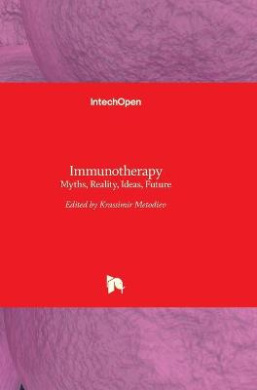 IntechOpen
Immunotherapy
Myths, Reality, Ideas, Future
Edited by Krassimir Metodiev